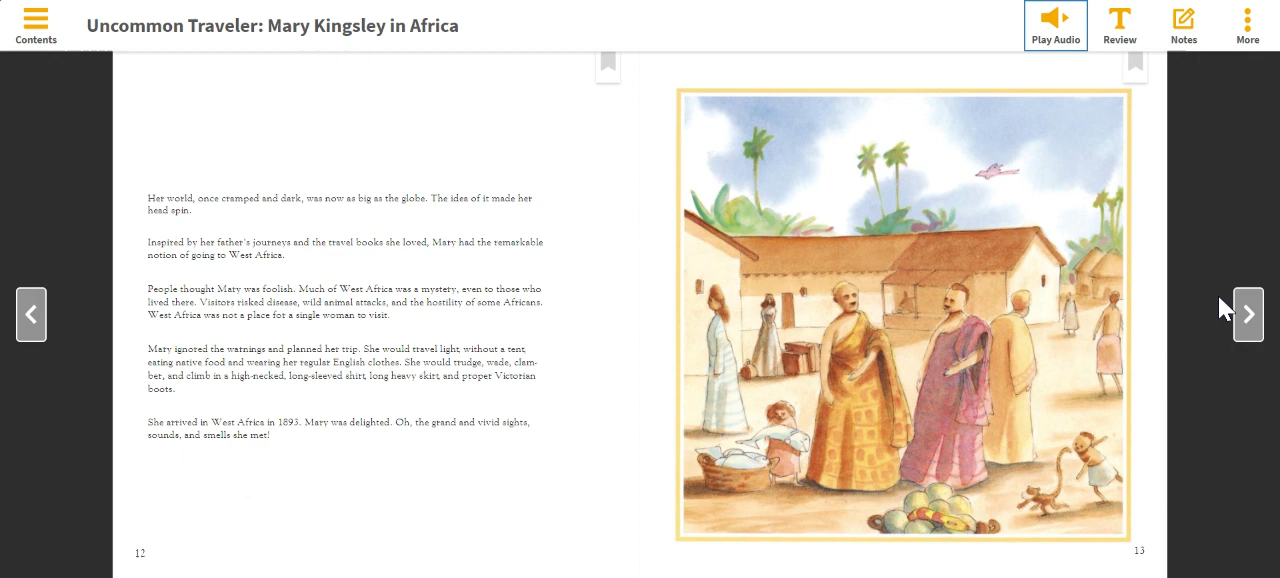 Contents
Uncommon Traveler: Mary Kingsley in Africa
Play Audio
Review
Notes
More
Her world, once cramped and dark, was now as big as the globe. The idea of it made her
head spin.
Inspired by her father's journeys and the travel books she loved, Mary had the remarkable
notion of going to West Africa.
People thought Mary was foolish. Much of West Africa was a mystery, even to those who
lived there. Visitors risked disease, wild animal attacks, and the hostility of some Africans.
West Africa was not a place for a single woman to visit.
Mary ignored the warnings and planned her trip. She would travel light, without a tent,
eating native food and wearing her regular English clothes. She would trudge, wade, clam-
ber, and climb in a high-necked, long-sleeved shirt, long heavy skirt, and proper Victorian
boots.
She arrived in West Africa in 1893. Mary was delighted. Oh, the grand and vivid sights,
sounds, and smells she met!
12
13